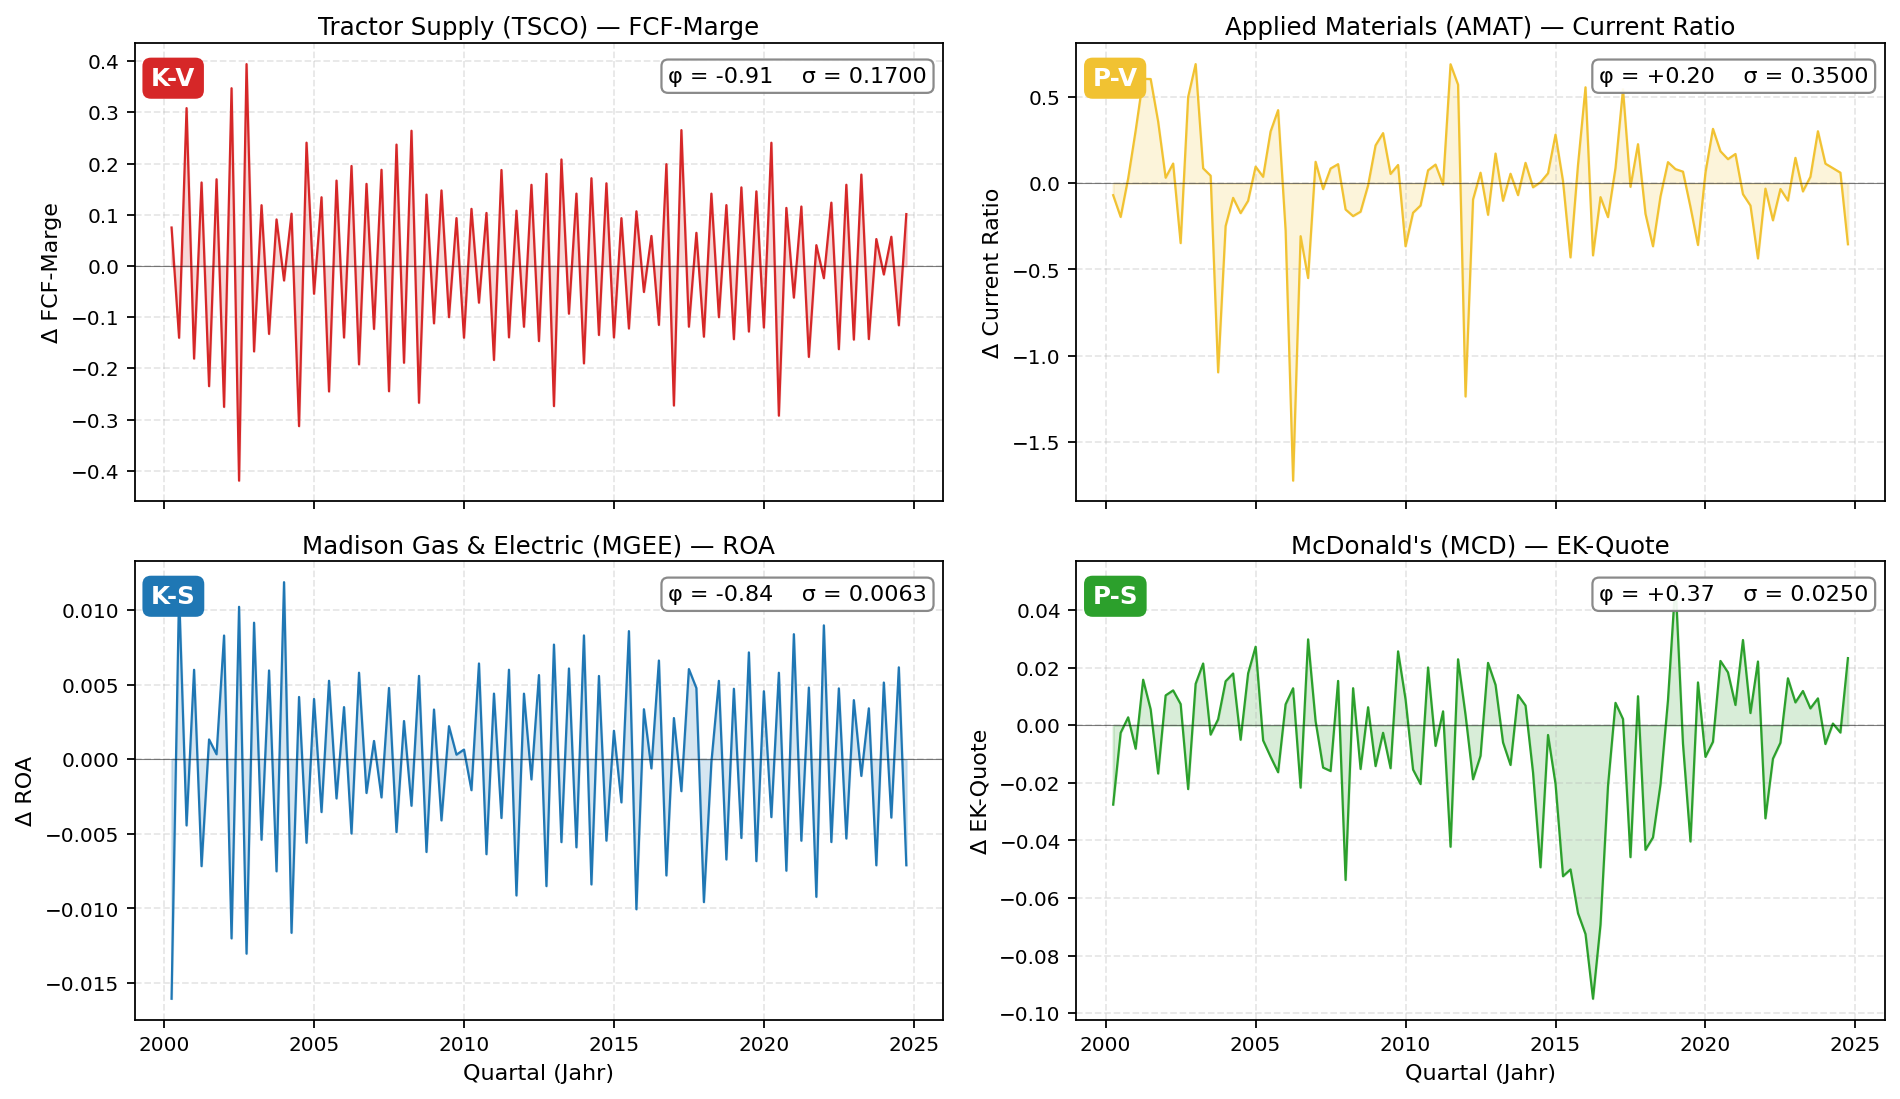 Tractor Supply (TSCO) — FCF-Marge
K-V
φ = -0.91 σ = 0.1700
Δ FCF-Marge
0.4
0.3
0.2
0.1
0.0
−0.1
−0.2
−0.3
−0.4
Applied Materials (AMAT) — Current Ratio
P-V
φ = +0.20 σ = 0.3500
Δ Current Ratio
0.5
0.0
−0.5
−1.0
−1.5
Madison Gas & Electric (MGEE) — ROA
K-S
φ = -0.84 σ = 0.0063
Δ ROA
0.010
0.005
0.000
−0.005
−0.010
−0.015
2000 2005 2010 2015 2020 2025
Quartal (Jahr)
McDonald's (MCD) — EK-Quote
P-S
φ = +0.37 σ = 0.0250
Δ EK-Quote
0.04
0.02
0.00
−0.02
−0.04
−0.06
−0.08
−0.10
2000 2005 2010 2015 2020 2025
Quartal (Jahr)